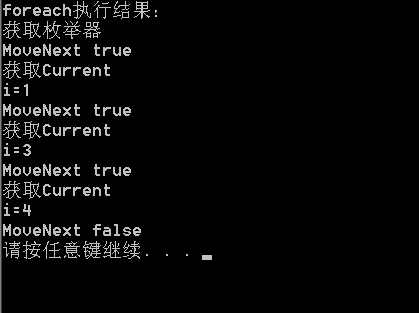 foreach执行结果：
获取枚举器
MoveNext true
获取Current
i=1
MoveNext true
获取Current
i=3
MoveNext true
获取Current
i=4
MoveNext false
请按任意键继续. . .